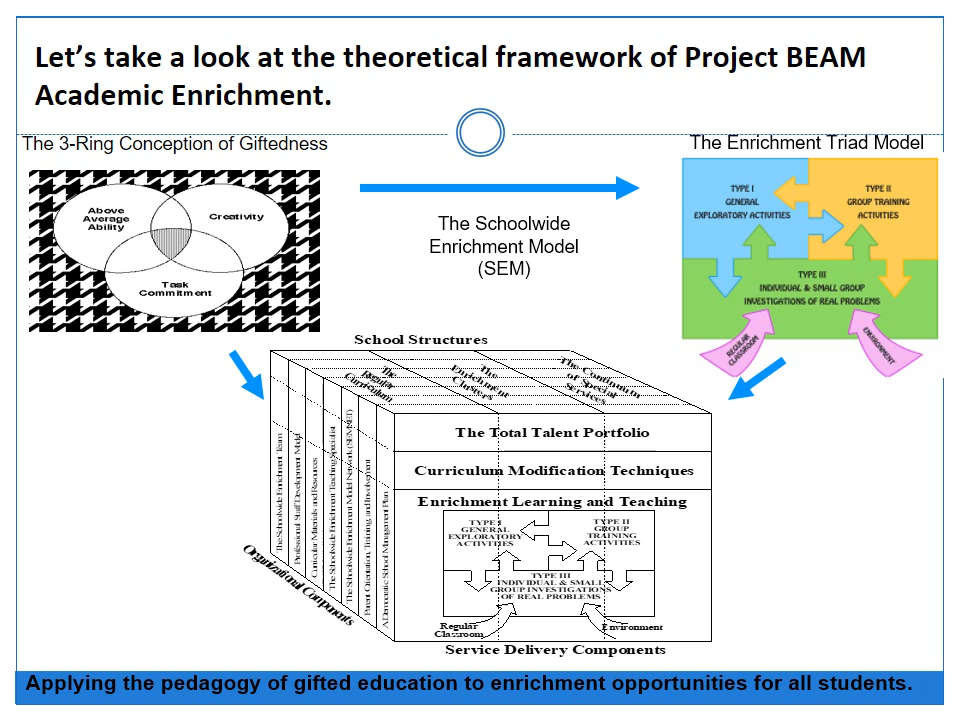 Let's take a look at the theoretical framework of Project BEAM
Academic Enrichment.
The 3-Ring Conception of Giftedness
The Enrichment Triad Model
Above
Average
Ability
Creativity
Task
Commitment
The Schoolwide
Enrichment Model
(SEM)
TYPE I
GENERAL
EXPLORATORY ACTIVITIES
TYPE II
GROUP TRAINING
ACTIVITIES
TYPE III
INDIVIDUAL & SMALL GROUP
INVESTIGATIONS OF REAL PROBLEMS
REGULAR
CLASSROOM
ENVIRONMENT
School Structures
The
Regular
Curriculum
The
Enrichment
Clusters
The Continuum
of Special
Services
The Total Talent Portfolio
Curriculum Modification Techniques
Enrichment Learning and Teaching
TYPE I
GENERAL
EXPLORATORY
ACTIVITIES
TYPE II
GROUP
TRAINING
ACTIVITIES
TYPE III
INDIVIDUAL & SMALL
GROUP INVESTIGATIONS
OF REAL PROBLEMS
Regular
Classroom
Environment
Service Delivery Components
Organizational Components
The Schoolwide Enrichment Team
Professional Staff Development Model
Curricular Materials and Resources
The Schoolwide Enrichment Teaching Specialist
The Schoolwide Enrichment Model Network (SEMNET)
Parent Orientation, Training, and Involvement
A Democratic School Management Plan
Applying the pedagogy of gifted education to enrichment opportunities for all students.